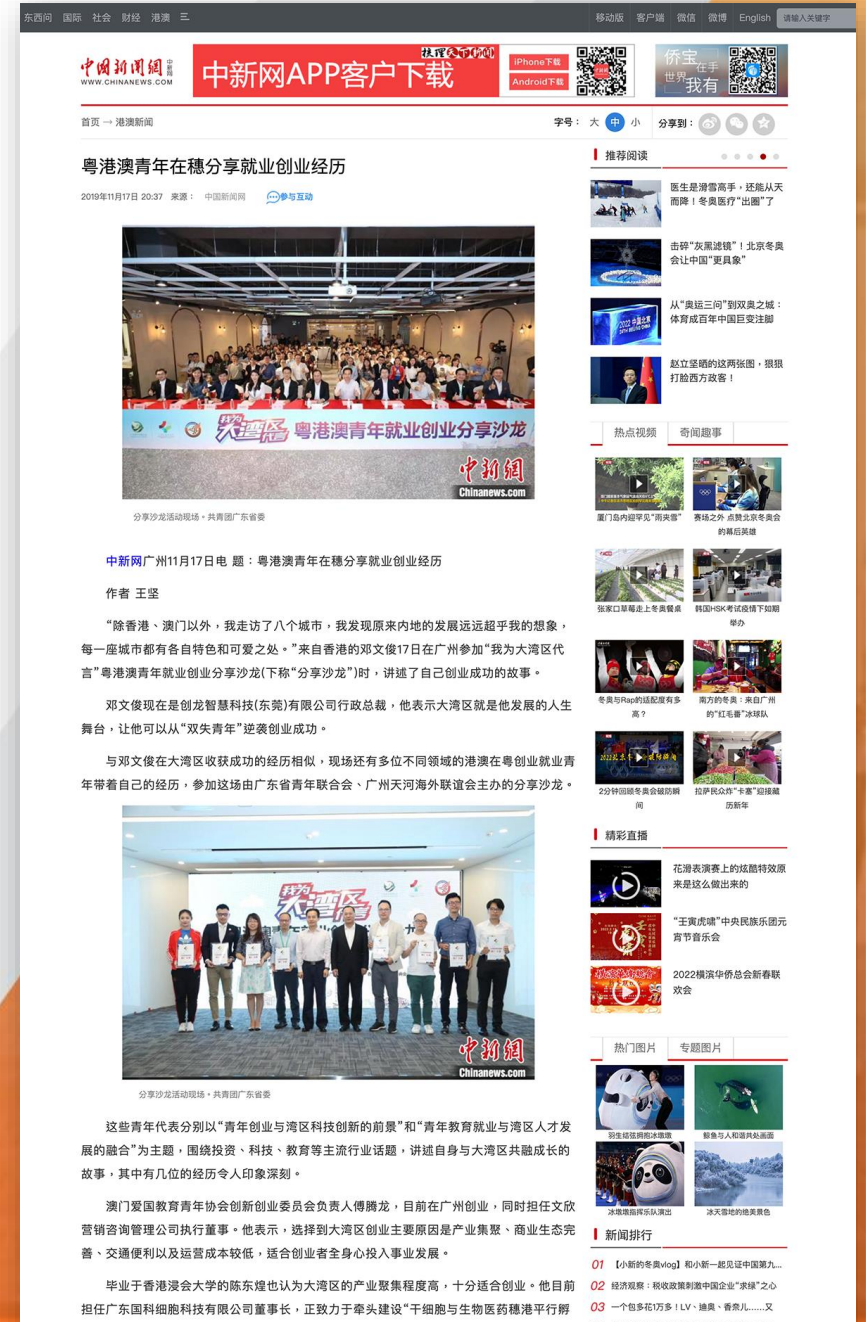 东西问 国际 社会 财经 港澳 三
移动版 客户端 微信 微博 English 请输入关键字
中国新闻網 中新网
WWW.CHINANEWS.COM
中新网APP客户下载
梳理天下新闻
iPhone下载
Android下载
侨宝
世界 在手
我有
首页 → 港澳新闻
字号： 大 中 小 分享到：
粤港澳青年在穗分享就业创业经历
2019年11月17日 20:37 来源： 中国新闻网 参与互动
我为大湾区代言 粤港澳青年就业创业分享沙龙
中新網
Chinanews.com
分享沙龙活动现场。共青团广东省委
中新网广州11月17日电 题：粤港澳青年在穗分享就业创业经历
作者 王坚
“除香港、澳门以外，我走访了八个城市，我发现原来内地的发展远远超乎我的想象，
每一座城市都有各自特色和可爱之处。”来自香港的邓文俊17日在广州参加“我为大湾区代
言”粤港澳青年就业创业分享沙龙(下称“分享沙龙”)时，讲述了自己创业成功的故事。
邓文俊现在是创龙智慧科技(东莞)有限公司行政总裁，他表示大湾区就是他发展的人生
舞台，让他可以从“双失青年”逆袭创业成功。
与邓文俊在大湾区收获成功的经历相似，现场还有多位不同领域的港澳在粤创业就业青
年带着自己的经历，参加这场由广东省青年联合会、广州天河海外联谊会主办的分享沙龙。
我为
大湾区
中新網
Chinanews.com
分享沙龙活动现场。共青团广东省委
这些青年代表分别以“青年创业与湾区科技创新的前景”和“青年教育就业与湾区人才发
展的融合”为主题，围绕投资、科技、教育等主流行业话题，讲述自身与大湾区共融成长的
故事，其中有几位的经历令人印象深刻。
澳门爱国教育青年协会创新创业委员会负责人傅腾龙，目前在广州创业，同时担任文欣
营销咨询管理公司执行董事。他表示，选择到大湾区创业主要原因是产业集聚、商业生态完
善、交通便利以及运营成本较低，适合创业者全身心投入事业发展。
毕业于香港浸会大学的陈东煌也认为大湾区的产业聚集程度高，十分适合创业。他目前
担任广东国科细胞科技有限公司董事长，正致力于牵头建设“干细胞与生物医药穗港平行孵
推荐阅读
医生是滑雪高手，还能从天
而降！冬奥医疗“出圈”了
击碎“灰黑滤镜”！北京冬奥
会让中国“更具象”
从“奥运三问”到双奥之城：
体育成百年中国巨变注脚
2022 中国北京
赵立坚晒的这两张图，狠狠
打脸西方政客！
热点视频 奇闻趣事
厦门岛内迎罕见“雨夹雪” 赛场之外 点赞北京冬奥会
的幕后英雄
张家口草莓走上冬奥餐桌 韩国HSK考试疫情下如期
举办
冬奥与Rap的适配度有多
高？
南方的冬奥：来自广州
的“红毛番”冰球队
2分钟回顾冬奥会破防瞬
间
拉萨民众炸“卡塞”迎接藏
历新年
精彩直播
花滑表演赛上的炫酷特效原
来是这么做出来的
“王寅虎啸”中央民族乐团元
宵节音乐会
2022横滨华侨总会新春联
欢会
热门图片 专题图片
羽生结弦拥抱冰墩墩 鲸鱼与人和谐共处画面
冰墩墩指挥乐队演出 冰天雪地的绝美景色
新闻排行
01 【小新的冬奥vlog】和小新一起见证中国第九...
02 经济观察：税收政策刺激中国企业“求绿”之心
03 一个包多花1万多！LV、迪奥、香奈儿……又